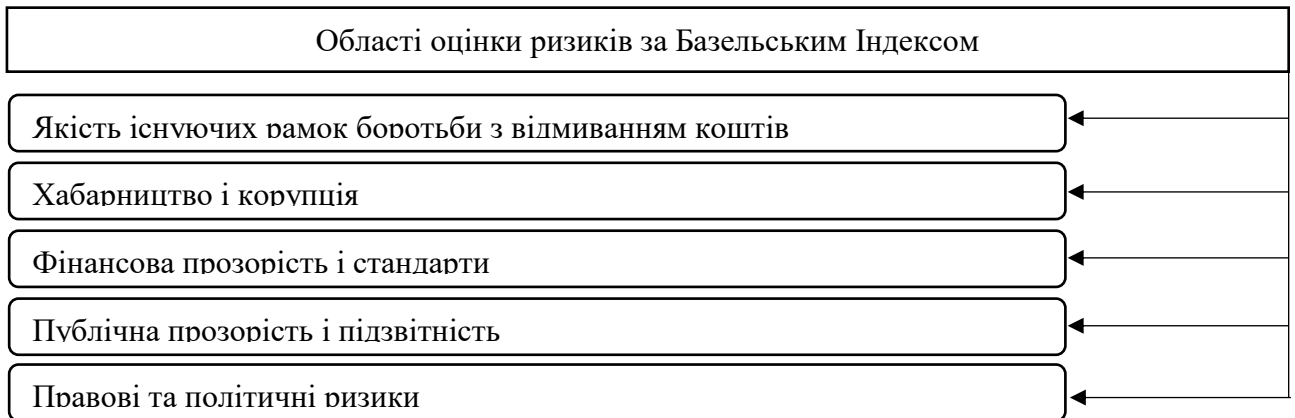 Області оцінки ризиків за Базельським Індексом
Якість існуючих рамок боротьби з відмиванням коштів
Хабарництво і корупція
Фінансова прозорість і стандарти
Публічна прозорість і підзвітність
Правові та політичні ризики